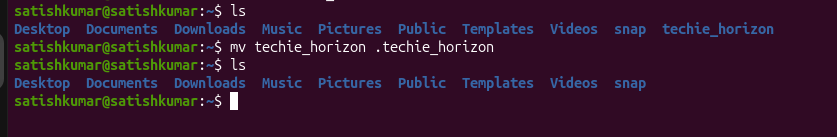 satishkumar@satishkumar:~$ ls
Desktop  Documents  Downloads  Music  Pictures  Public  Templates  Videos  snap  techie_horizon
satishkumar@satishkumar:~$ mv techie_horizon .techie_horizon
satishkumar@satishkumar:~$ ls
Desktop  Documents  Downloads  Music  Pictures  Public  Templates  Videos  snap
satishkumar@satishkumar:~$